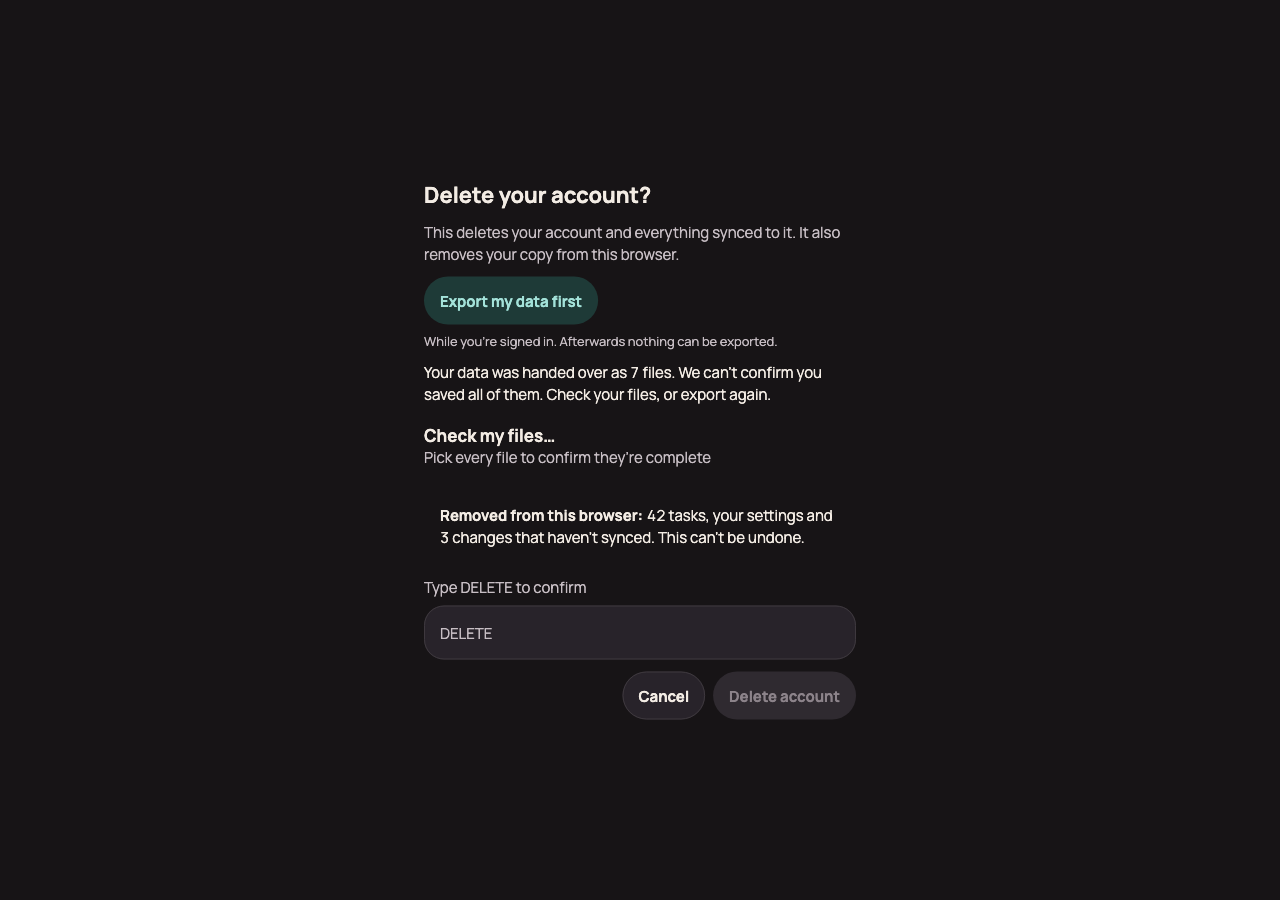 Delete your account?
This deletes your account and everything synced to it. It also
removes your copy from this browser.
Export my data first
While you're signed in. Afterwards nothing can be exported.
Your data was handed over as 7 files. We can't confirm you
saved all of them. Check your files, or export again.
Check my files…
Pick every file to confirm they're complete
Removed from this browser: 42 tasks, your settings and
3 changes that haven't synced. This can't be undone.
Type DELETE to confirm
DELETE
Cancel
Delete account